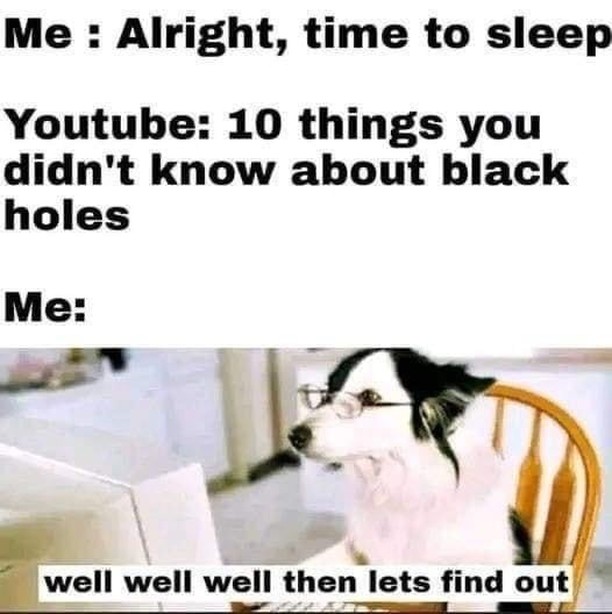 Me : Alright, time to sleep
Youtube: 10 things you
didn't know about black
holes
Me:
well well well then lets find out